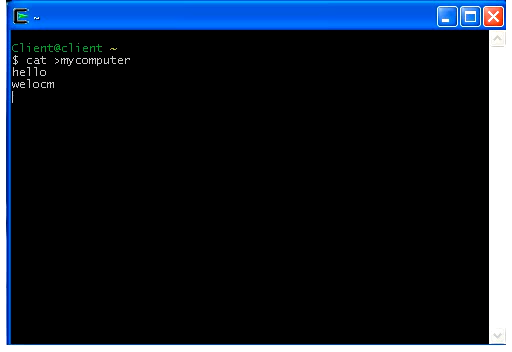 ~
Client@client ~
$ cat >mycomputer
hello
welocm